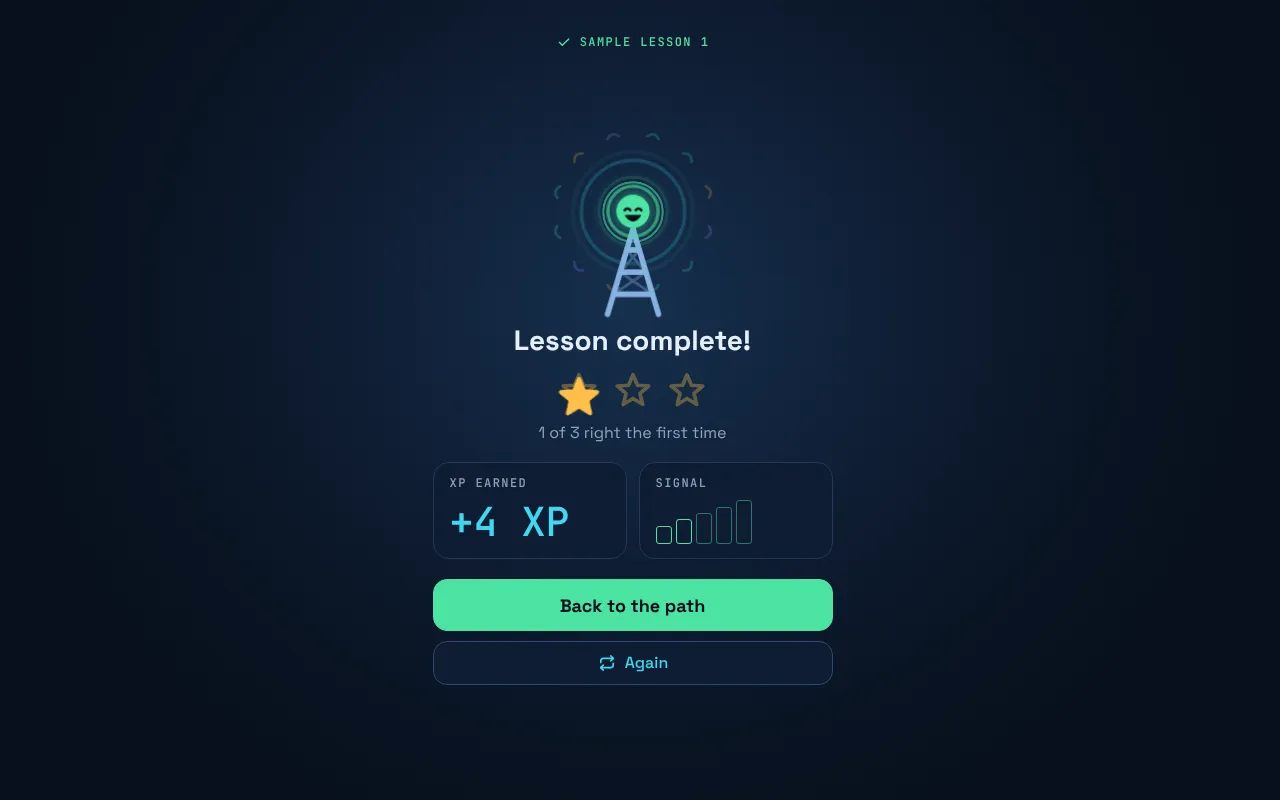 SAMPLE LESSON 1
Lesson complete!
1 of 3 right the first time
XP EARNED
+4 XP
SIGNAL
Back to the path
Again